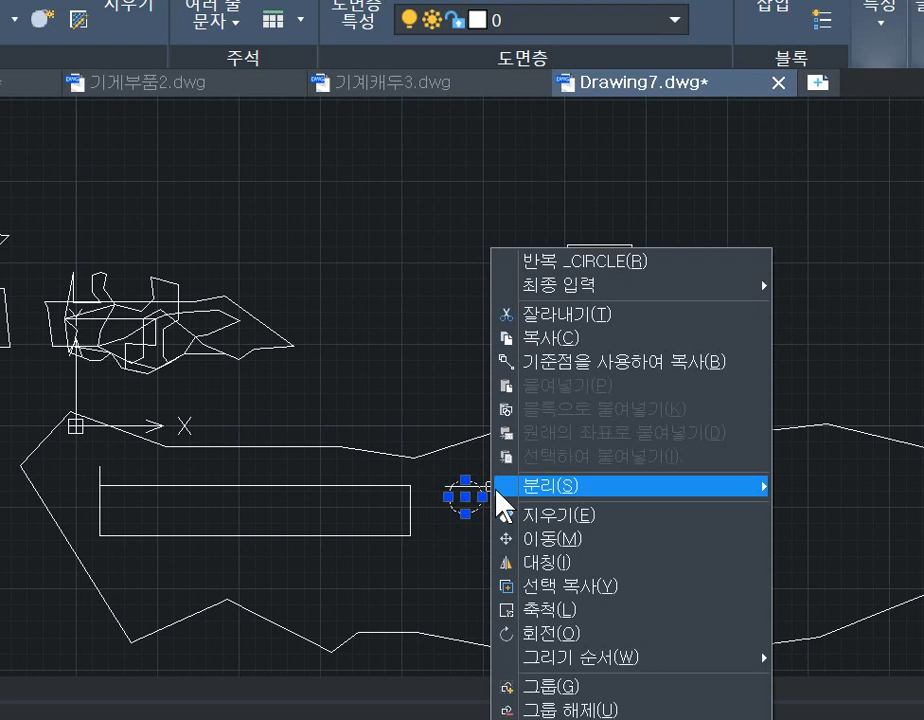 지우기
여러 줄
문자
도면층
특성
0
삽입
특성
주석
도면층
블록
기게부품2.dwg
기계캐두3.dwg
Drawing7.dwg*
반복 _CIRCLE(R)
최종 입력
잘라내기(T)
복사(C)
기준점을 사용하여 복사(B)
붙여넣기(P)
블록으로 붙여넣기(K)
원래의 좌표로 붙여넣기(D)
선택하여 붙여넣기(I).
분리(S)
지우기(E)
이동(M)
대칭(I)
선택 복사(Y)
축척(L)
회전(O)
그리기 순서(W)
그룹(G)
그룹 해제(U)
Y
X